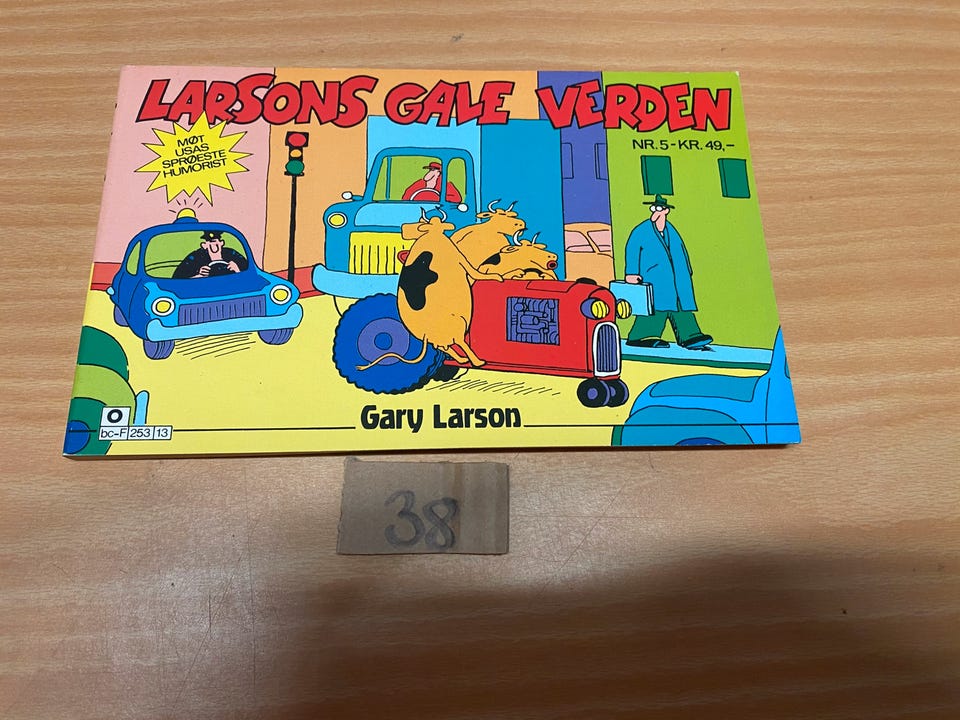 LARSONS GALE VERDEN
MØT
USAS
SPRØESTE
HUMORIST
NR. 5 - KR. 49,-
Gary Larson
O
bc-F 253 13
38